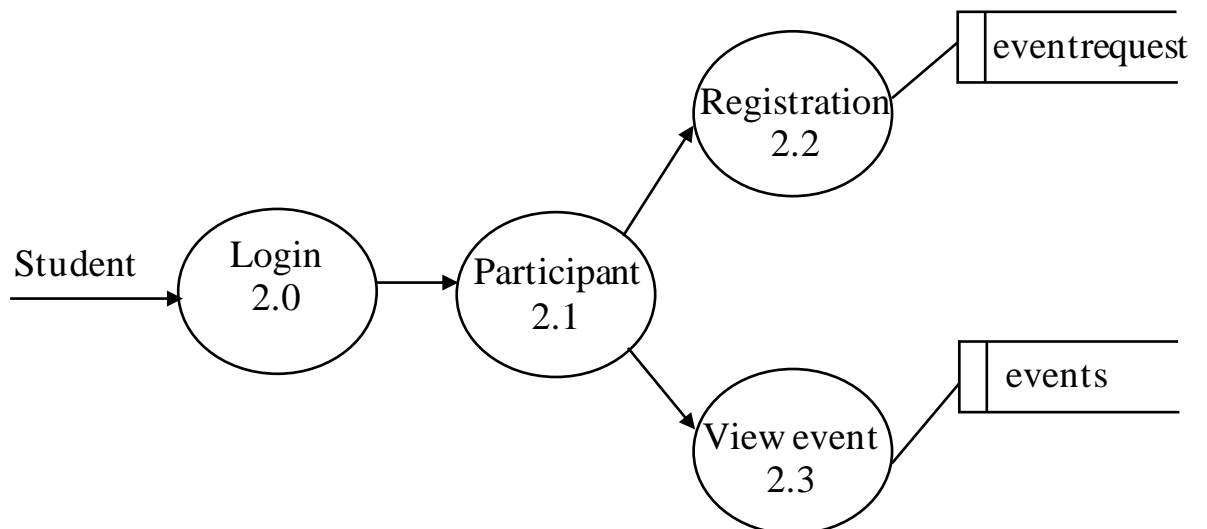 Student
Login
2.0
Participant
2.1
Registration
2.2
eventrequest
View event
2.3
events